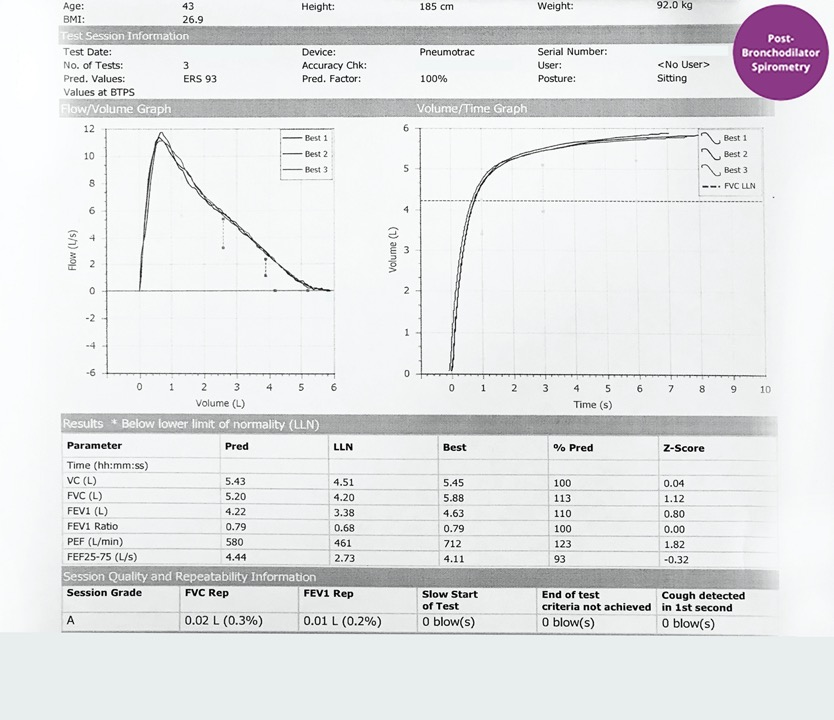 Age: 43 Height: 185 cm Weight: 92.0 kg
BMI: 26.9
Post-
Bronchodilator
Spirometry
Test Session Information
Test Date: Device: Pneumotrac Serial Number:
No. of Tests: 3 Accuracy Chk: User: <No User>
Pred. Values: ERS 93 Pred. Factor: 100% Posture: Sitting
Values at BTPS
Flow/Volume Graph Volume/Time Graph
12
10
8
6
4
2
0
-2
-4
-6
Flow (L/s)
0 1 2 3 4 5 6
Volume (L)
Best 1
Best 2
Best 3
6
5
4
3
2
1
0
Volume (L)
0 1 2 3 4 5 6 7 8 9 10
Time (s)
Best 1
Best 2
Best 3
FVC LLN
Results * Below lower limit of normality (LLN)
Parameter Pred LLN Best % Pred Z-Score
Time (hh:mm:ss)
VC (L) 5.43 4.51 5.45 100 0.04
FVC (L) 5.20 4.20 5.88 113 1.12
FEV1 (L) 4.22 3.38 4.63 110 0.80
FEV1 Ratio 0.79 0.68 0.79 100 0.00
PEF (L/min) 580 461 712 123 1.82
FEF25-75 (L/s) 4.44 2.73 4.11 93 -0.32
Session Quality and Repeatability Information
Session Grade FVC Rep FEV1 Rep Slow Start End of test Cough detected
of Test criteria not achieved in 1st second
A 0.02 L (0.3%) 0.01 L (0.2%) 0 blow(s) 0 blow(s) 0 blow(s)